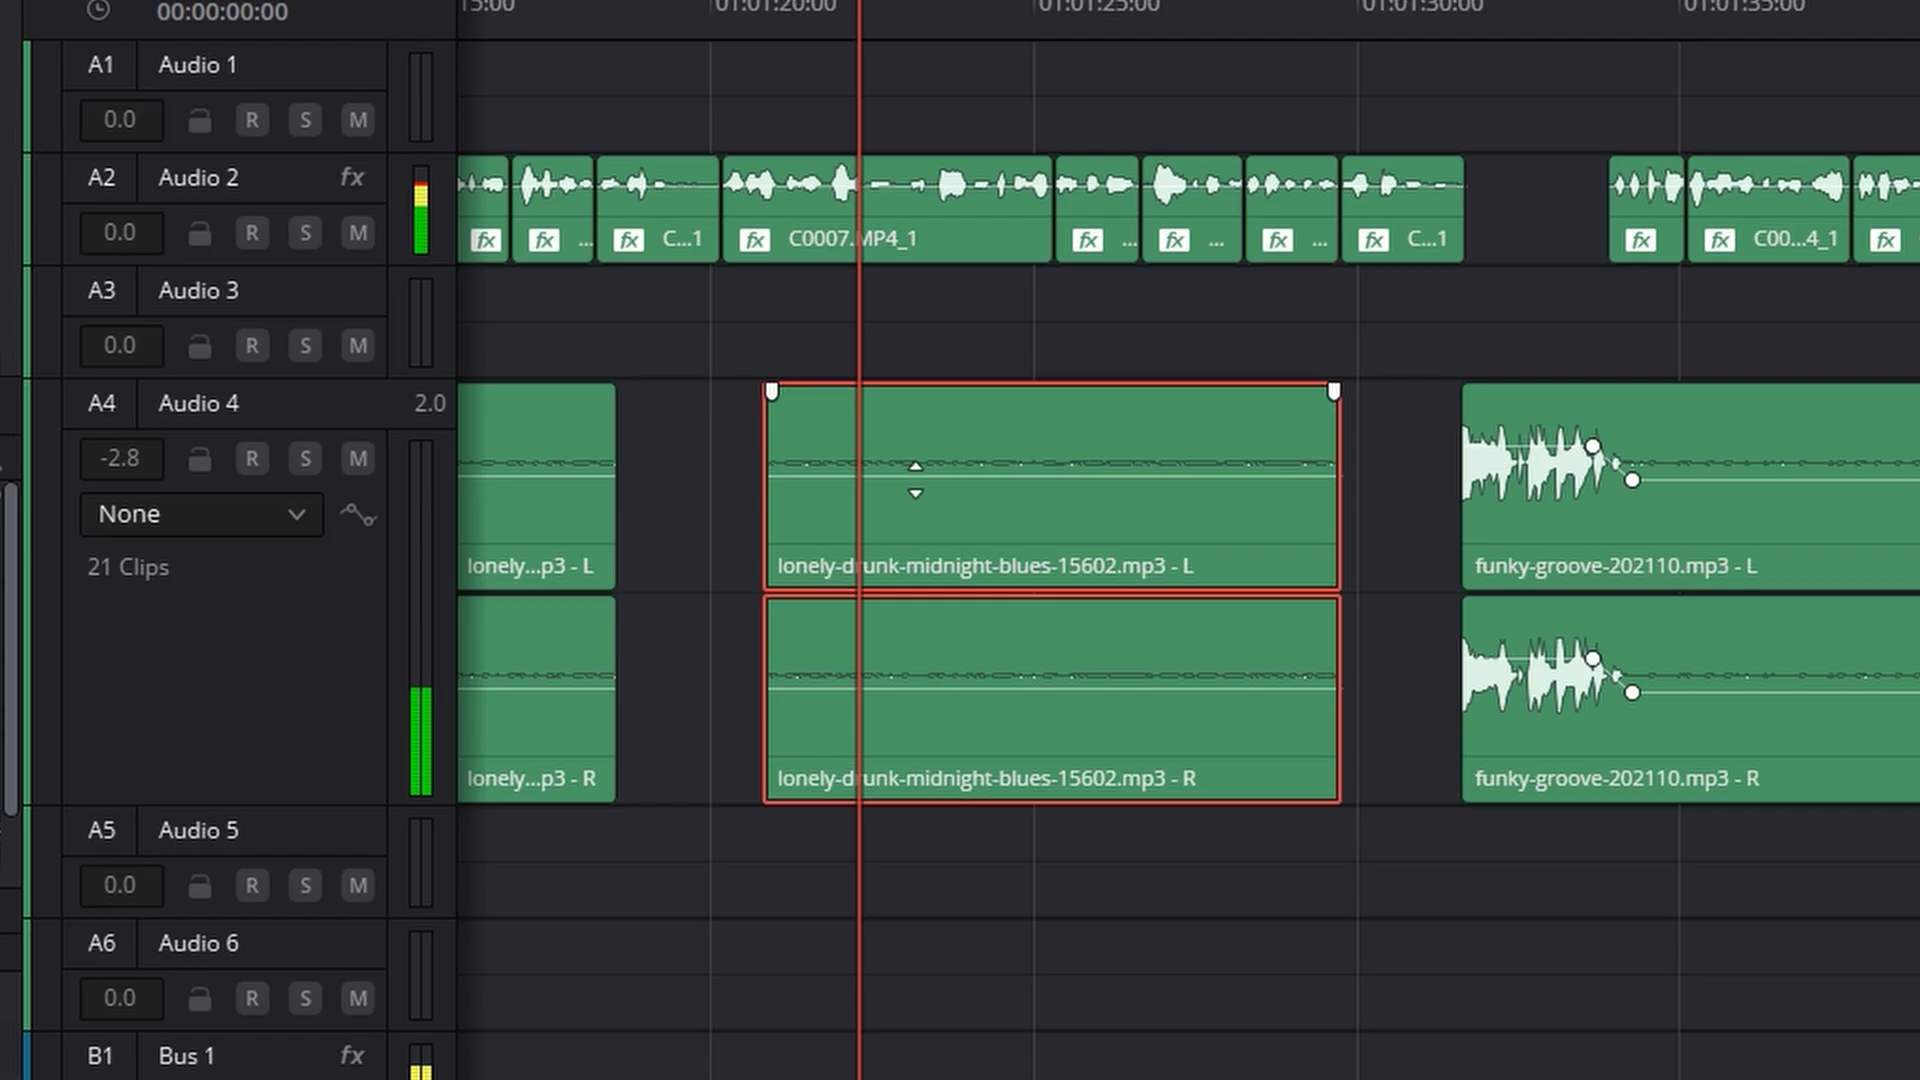 00:00:00:00
15:00 01:01:20:00 01:01:25:00 01:01:30:00 01:01:35:00
A1 Audio 1
0.0 R S M
A2 Audio 2 fx
0.0 R S M
fx fx ... fx C...1 fx C0007.MP4_1 fx ... fx ... fx ... fx C...1 fx fx C00...4_1 fx
A3 Audio 3
0.0 R S M
A4 Audio 4 2.0
-2.8 R S M
None
21 Clips
lonely...p3 - L lonely-drunk-midnight-blues-15602.mp3 - L funky-groove-202110.mp3 - L
lonely...p3 - R lonely-drunk-midnight-blues-15602.mp3 - R funky-groove-202110.mp3 - R
A5 Audio 5
0.0 R S M
A6 Audio 6
0.0 R S M
B1 Bus 1 fx